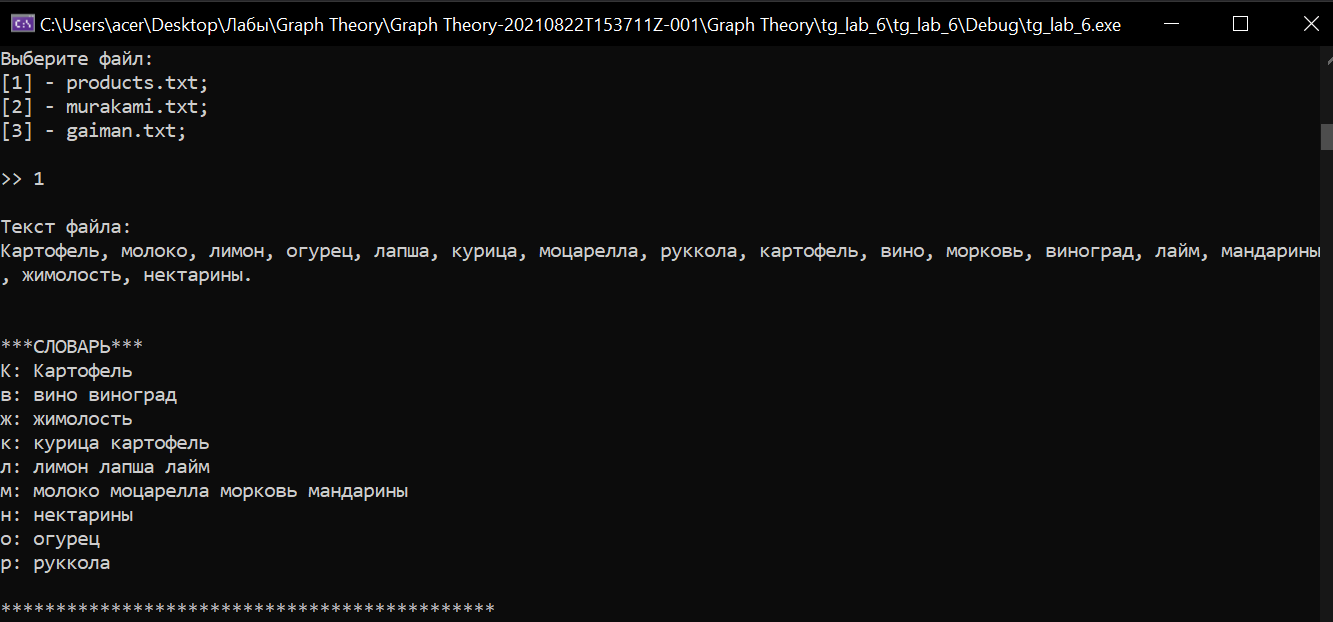 C:\Users\acer\Desktop\Лабы\Graph Theory\Graph Theory-20210822T153711Z-001\Graph Theory\tg_lab_6\tg_lab_6\Debug\tg_lab_6.exe
Выберите файл:
[1] - products.txt;
[2] - murakami.txt;
[3] - gaiman.txt;
>> 1
Текст файла:
Картофель, молоко, лимон, огурец, лапша, курица, моцарелла, руккола, картофель, вино, морковь, виноград, лайм, мандарины
, жимолость, нектарины.
***СЛОВАРЬ***
К: Картофель
в: вино виноград
ж: жимолость
к: курица картофель
л: лимон лапша лайм
м: молоко моцарелла морковь мандарины
н: нектарины
о: огурец
р: руккола
*********************************************